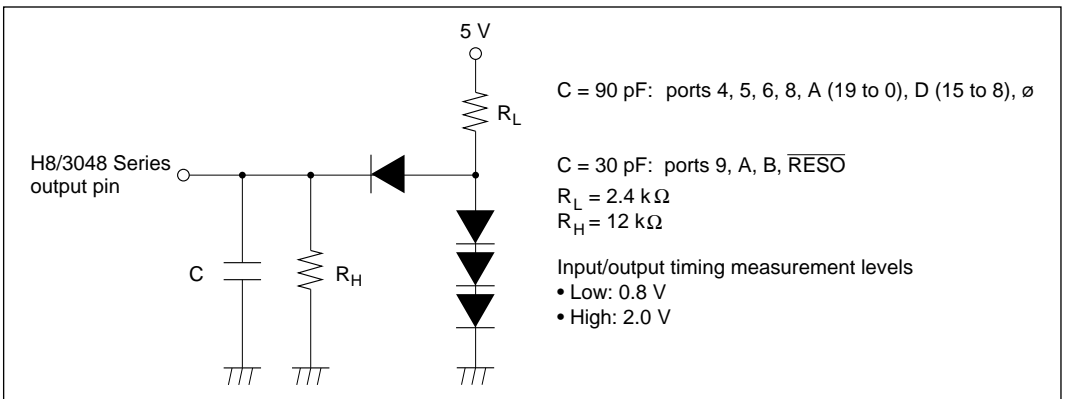 5 V
R_L
C = 90 pF: ports 4, 5, 6, 8, A (19 to 0), D (15 to 8), ø
H8/3048 Series
output pin
C = 30 pF: ports 9, A, B, R̅E̅S̅O̅
R_L = 2.4 kΩ
R_H = 12 kΩ
C
R_H
Input/output timing measurement levels
• Low: 0.8 V
• High: 2.0 V